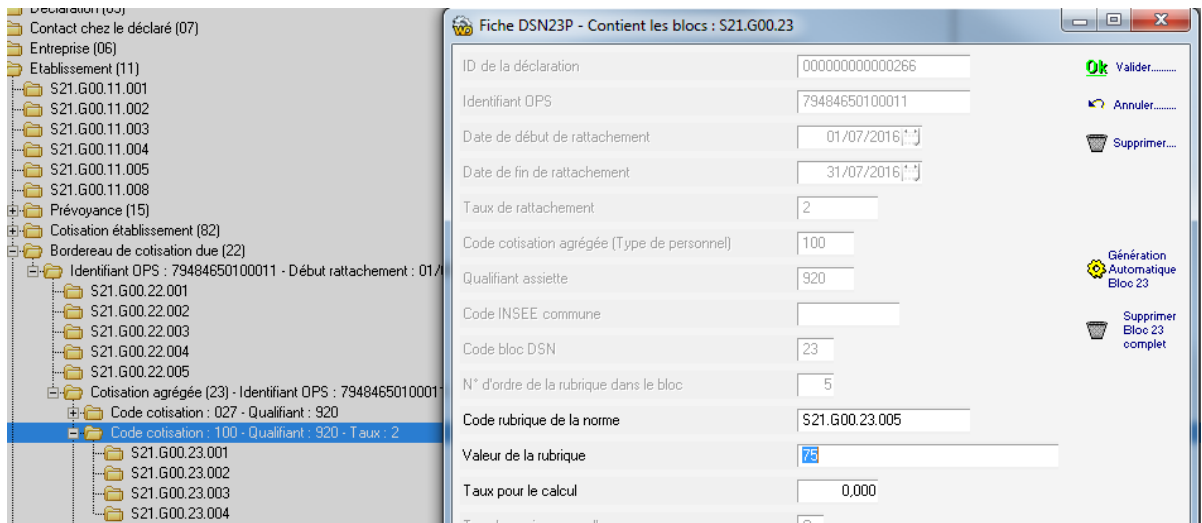 Déclaration (05)
Contact chez le déclaré (07)
Entreprise (06)
Etablissement (11)
S21.G00.11.001
S21.G00.11.002
S21.G00.11.003
S21.G00.11.004
S21.G00.11.005
S21.G00.11.008
Prévoyance (15)
Cotisation établissement (82)
Bordereau de cotisation due (22)
Identifiant OPS : 79484650100011 - Début rattachement : 01/0
S21.G00.22.001
S21.G00.22.002
S21.G00.22.003
S21.G00.22.004
S21.G00.22.005
Cotisation agrégée (23) - Identifiant OPS : 79484650100011
Code cotisation : 027 - Qualifiant : 920
Code cotisation : 100 - Qualifiant : 920 - Taux : 2
S21.G00.23.001
S21.G00.23.002
S21.G00.23.003
S21.G00.23.004
Fiche DSN23P - Contient les blocs : S21.G00.23
ID de la déclaration 000000000000266
Identifiant OPS 79484650100011
Date de début de rattachement 01/07/2016
Date de fin de rattachement 31/07/2016
Taux de rattachement 2
Code cotisation agrégée (Type de personnel) 100
Qualifiant assiette 920
Code INSEE commune
Code bloc DSN 23
N° d'ordre de la rubrique dans le bloc 5
Code rubrique de la norme S21.G00.23.005
Valeur de la rubrique 75
Taux pour le calcul 0,000
Ok Valider.........
Annuler........
Supprimer....
Génération
Automatique
Bloc 23
Supprimer
Bloc 23
complet